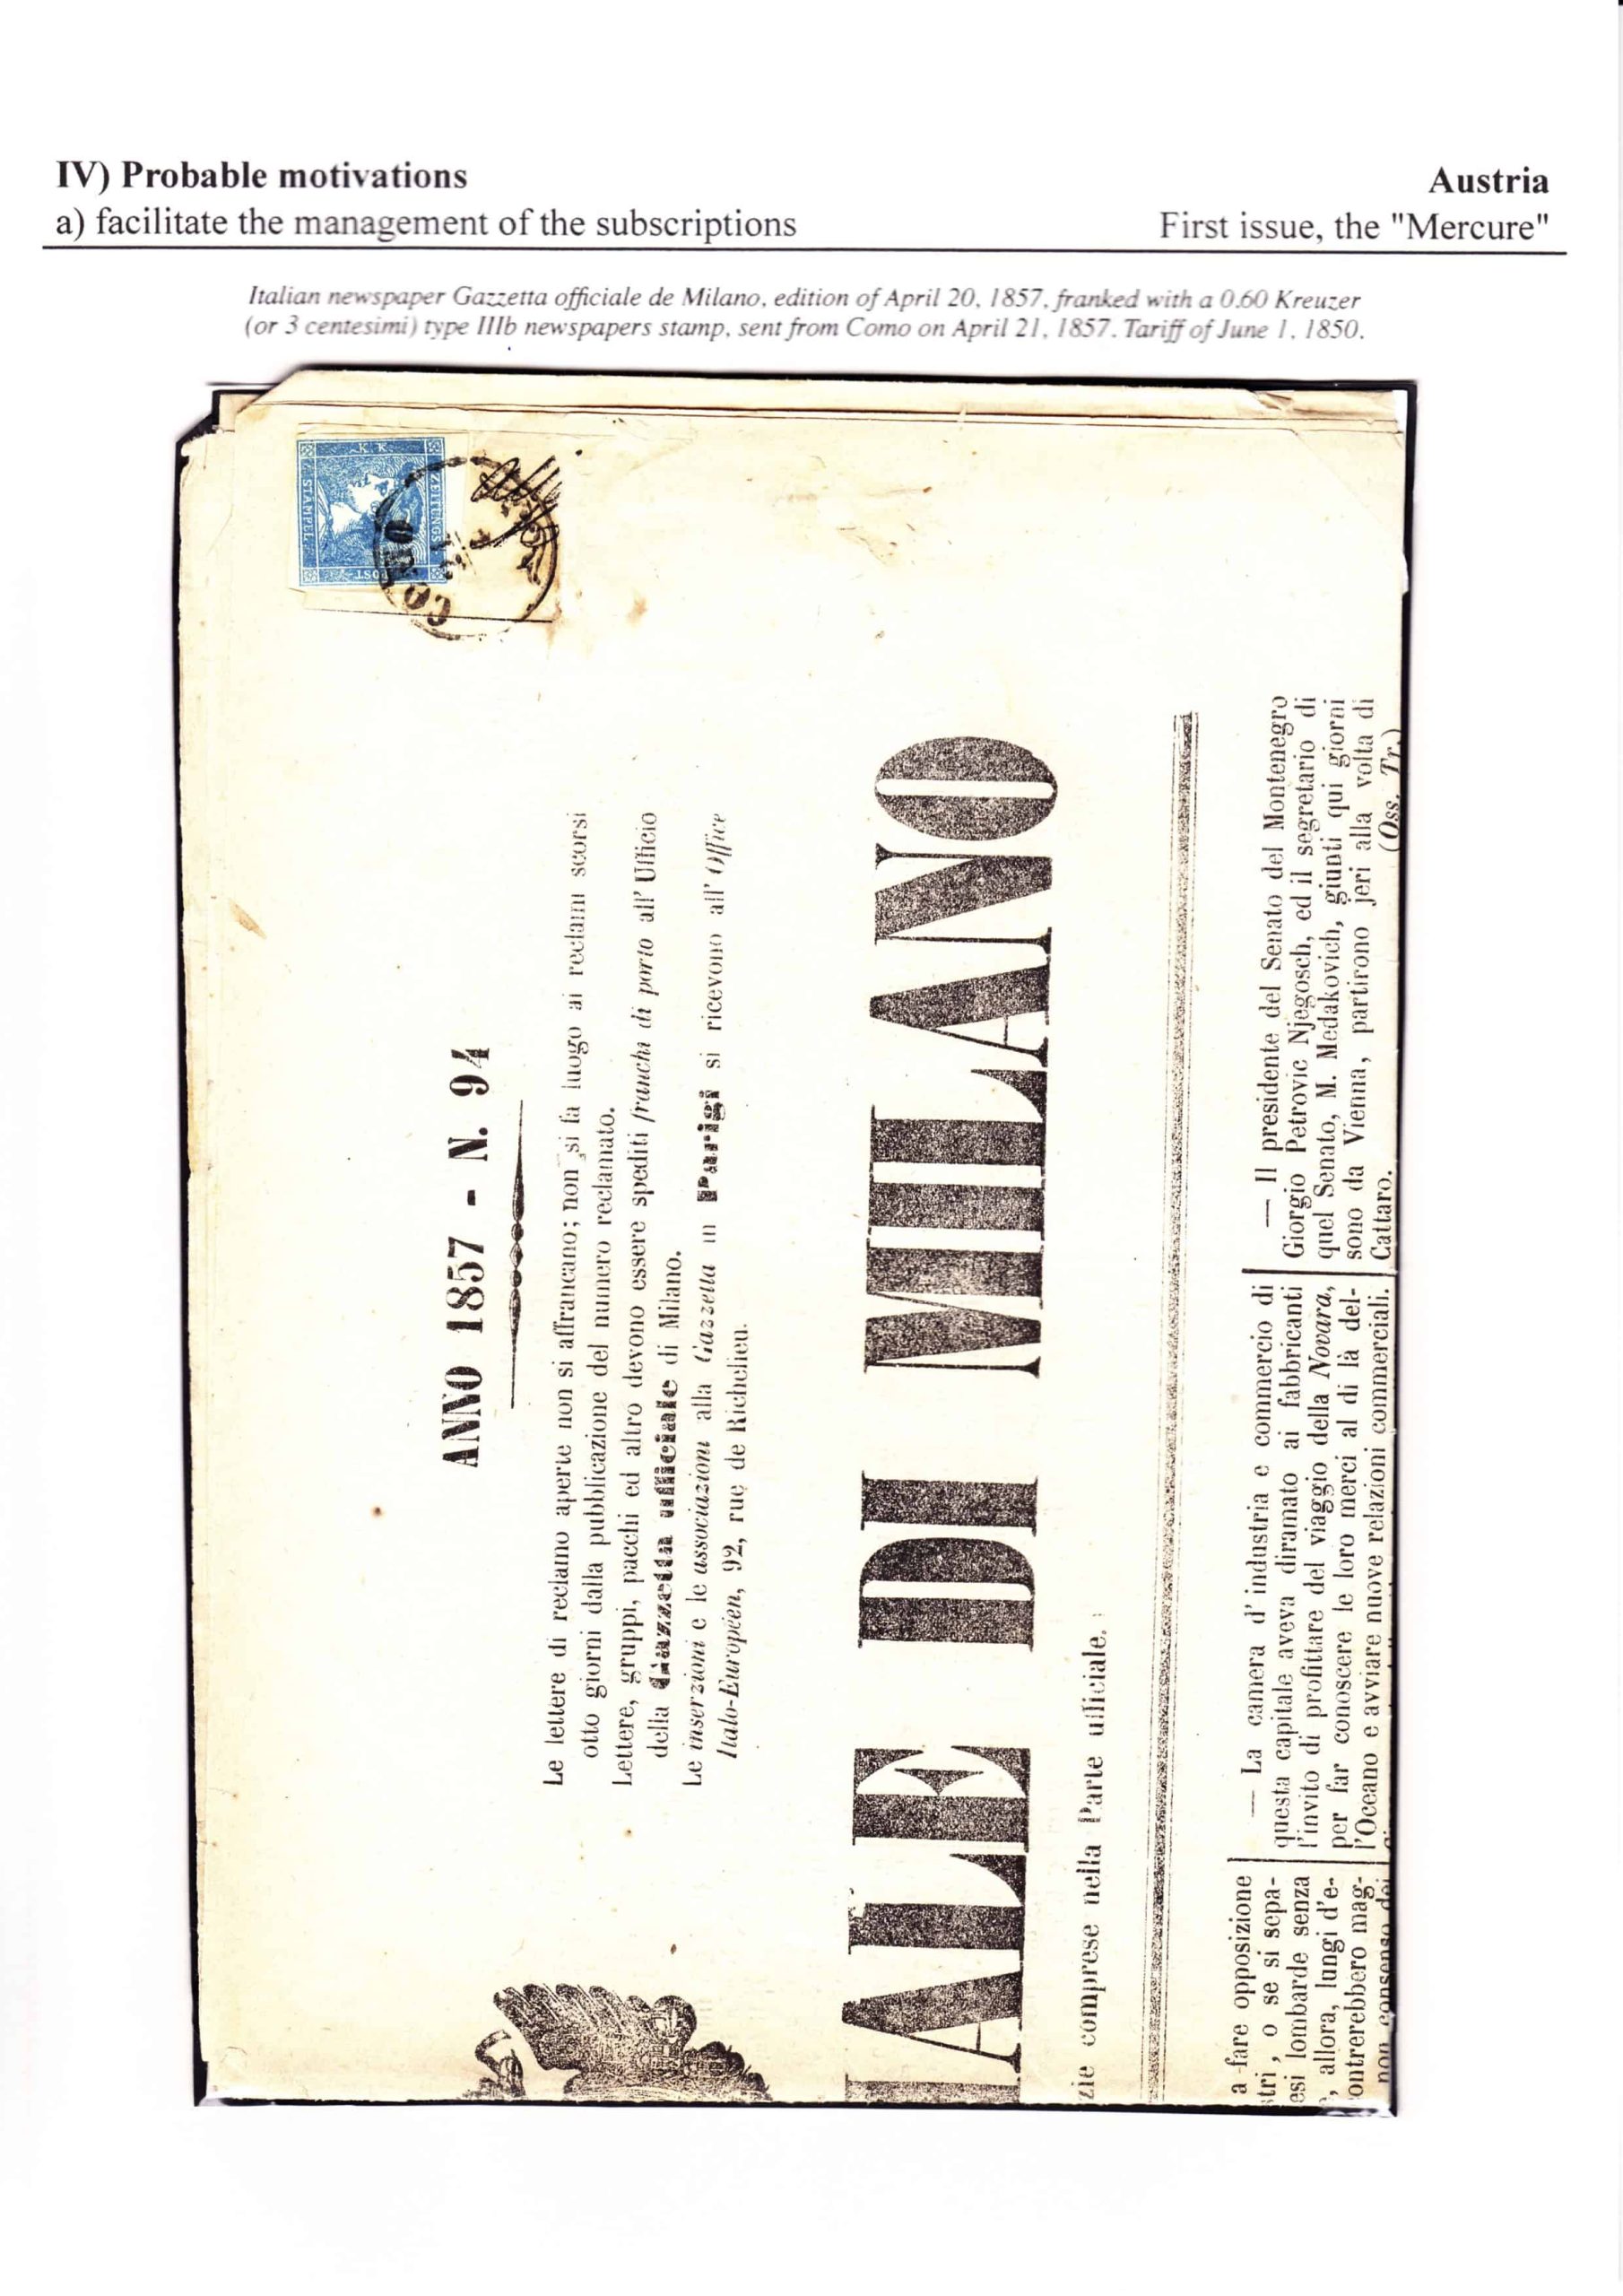 IV) Probable motivations
Austria
a) facilitate the management of the subscriptions
First issue, the "Mercure"
Italian newspaper Gazzetta officiale de Milano, edition of April 20, 1857, franked with a 0.60 Kreuzer
(or 3 centesimi) type IIIb newspapers stamp, sent from Como on April 21, 1857. Tariff of June 1, 1850.
K K
ZEITUNGS
STAMPEL
POST
COMO
ANNO 1857 - N. 94
Le lettere di reclamo aperte non si affrancano; non si fa luogo ai reclami scorsi
otto giorni dalla pubblicazione del numero reclamato.
Lettere, gruppi, pacchi ed altro devono essere spediti franchi di porto all' Ufficio
della Gazzetta ufficiale di Milano.
Le inserzioni e le associazioni alla Gazzetta in Parigi si ricevono all' Office
Italo-Européen, 92, rue de Richelieu.
ALE DI MILANO
zie comprese nella Parte ufficiale.
a fare opposizione
stri, o se si sepa-
esi lombarde senza
, allora, lungi d'e-
ontrerebbero mag-
non consenso dei
— La camera d' industria e commercio di
questa capitale aveva diramato ai fabbricanti
l'invito di profittare del viaggio della Novara,
per far conoscere le loro merci al di là del-
l'Oceano e avviare nuove relazioni commerciali.
— Il presidente del Senato del Montenegro
Giorgio Petrovic Njegosch, ed il segretario di
quel Senato, M. Medakovich, giunti qui giorni
sono da Vienna, partirono jeri alla volta di
Cattaro. (Oss. Tr.)